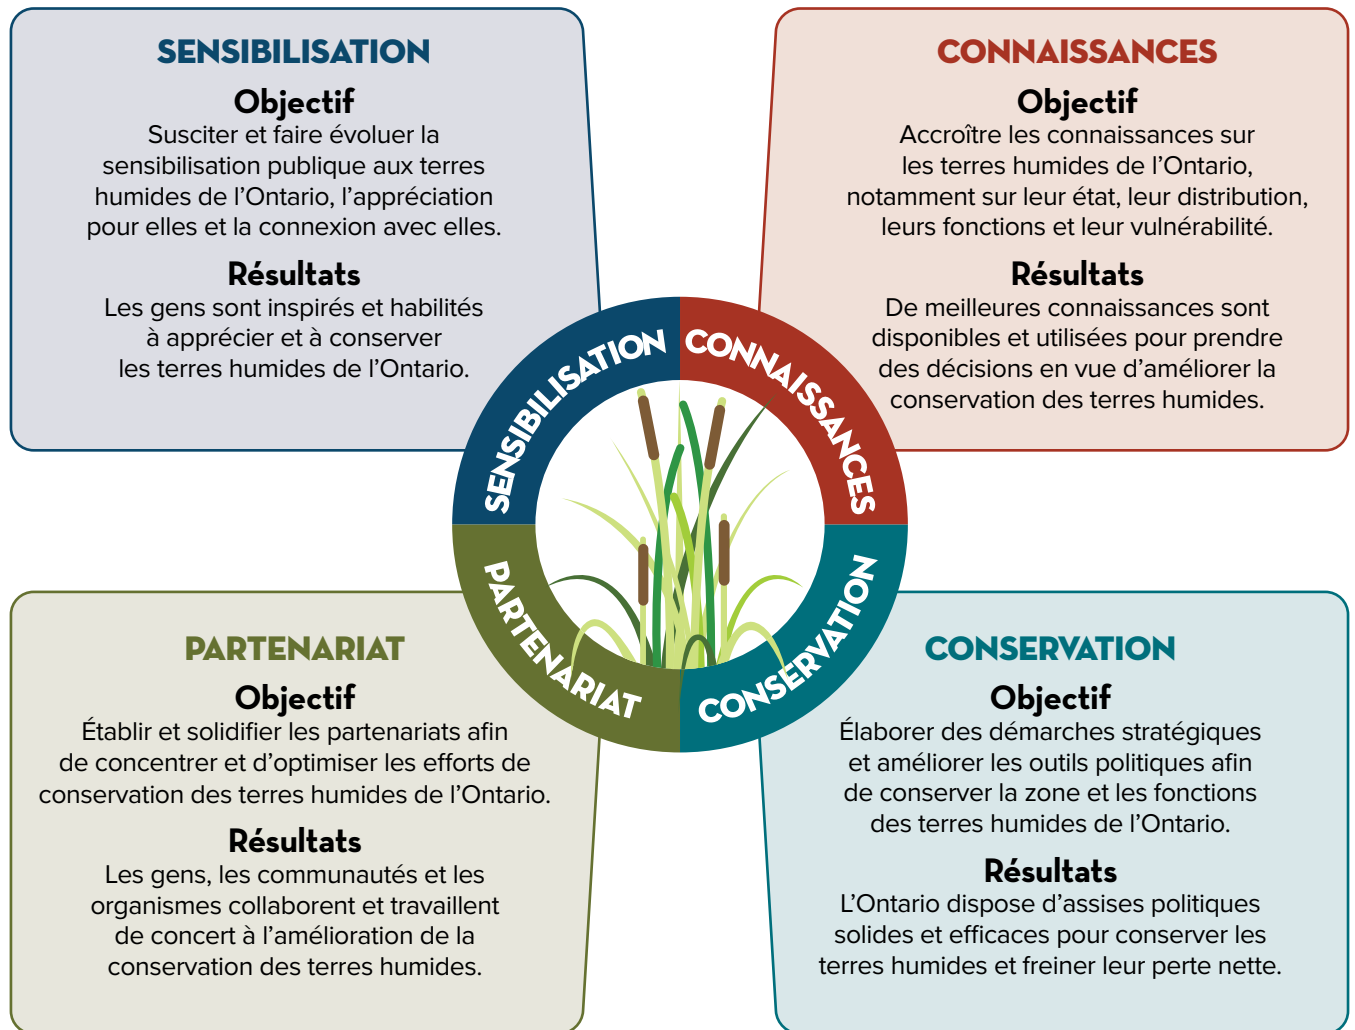 SENSIBILISATION
Objectif
Susciter et faire évoluer la
sensibilisation publique aux terres
humides de l’Ontario, l’appréciation
pour elles et la connexion avec elles.
Résultats
Les gens sont inspirés et habilités
à apprécier et à conserver
les terres humides de l’Ontario.
CONNAISSANCES
Objectif
Accroître les connaissances sur
les terres humides de l’Ontario,
notamment sur leur état, leur distribution,
leurs fonctions et leur vulnérabilité.
Résultats
De meilleures connaissances sont
disponibles et utilisées pour prendre
des décisions en vue d’améliorer la
conservation des terres humides.
SENSIBILISATION
CONNAISSANCES
PARTENARIAT
CONSERVATION
PARTENARIAT
Objectif
Établir et solidifier les partenariats afin
de concentrer et d’optimiser les efforts de
conservation des terres humides de l’Ontario.
Résultats
Les gens, les communautés et les
organismes collaborent et travaillent
de concert à l’amélioration de la
conservation des terres humides.
CONSERVATION
Objectif
Élaborer des démarches stratégiques
et améliorer les outils politiques afin
de conserver la zone et les fonctions
des terres humides de l’Ontario.
Résultats
L’Ontario dispose d’assises politiques
solides et efficaces pour conserver les
terres humides et freiner leur perte nette.